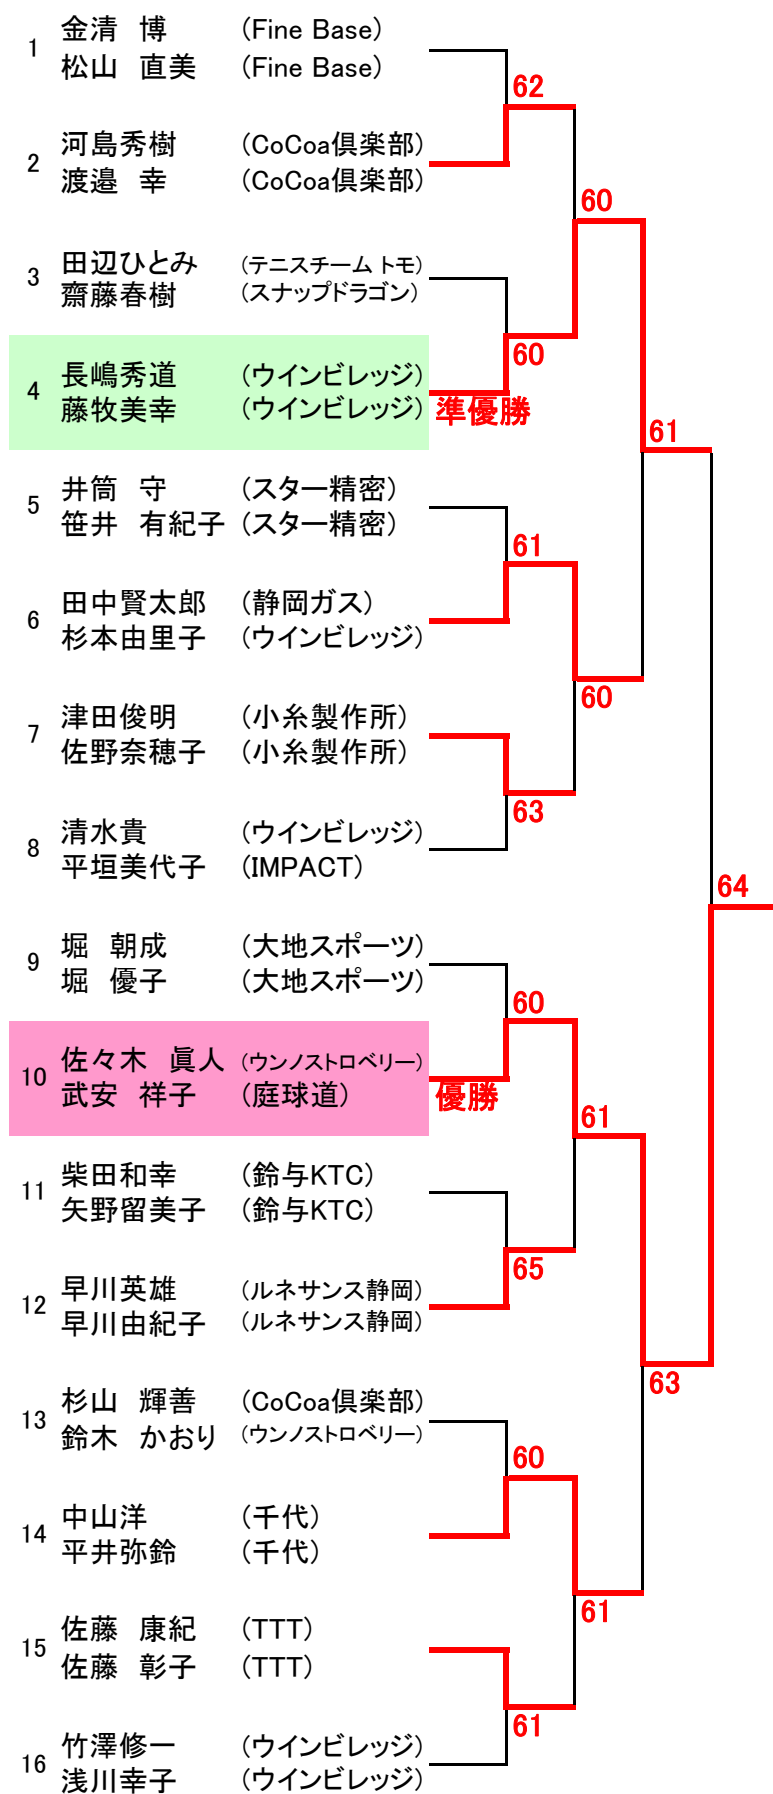 1 金清 博 (Fine Base)
松山 直美 (Fine Base)
62
2 河島秀樹 (CoCoa倶楽部)
渡邉 幸 (CoCoa倶楽部)
60
3 田辺ひとみ (テニスチーム トモ)
齋藤春樹 (スナップドラゴン)
60
4 長嶋秀道 (ウインビレッジ)
藤牧美幸 (ウインビレッジ) 準優勝
61
5 井筒 守 (スター精密)
笹井 有紀子 (スター精密)
61
6 田中賢太郎 (静岡ガス)
杉本由里子 (ウインビレッジ)
60
7 津田俊明 (小糸製作所)
佐野奈穂子 (小糸製作所)
63
8 清水貴 (ウインビレッジ)
平垣美代子 (IMPACT)
64
9 堀 朝成 (大地スポーツ)
堀 優子 (大地スポーツ)
60
10 佐々木 眞人 (ウンノストロベリー)
武安 祥子 (庭球道) 優勝
61
11 柴田和幸 (鈴与KTC)
矢野留美子 (鈴与KTC)
65
12 早川英雄 (ルネサンス静岡)
早川由紀子 (ルネサンス静岡)
63
13 杉山 輝善 (CoCoa倶楽部)
鈴木 かおり (ウンノストロベリー)
60
14 中山洋 (千代)
平井弥鈴 (千代)
61
15 佐藤 康紀 (TTT)
佐藤 彰子 (TTT)
61
16 竹澤修一 (ウインビレッジ)
浅川幸子 (ウインビレッジ)